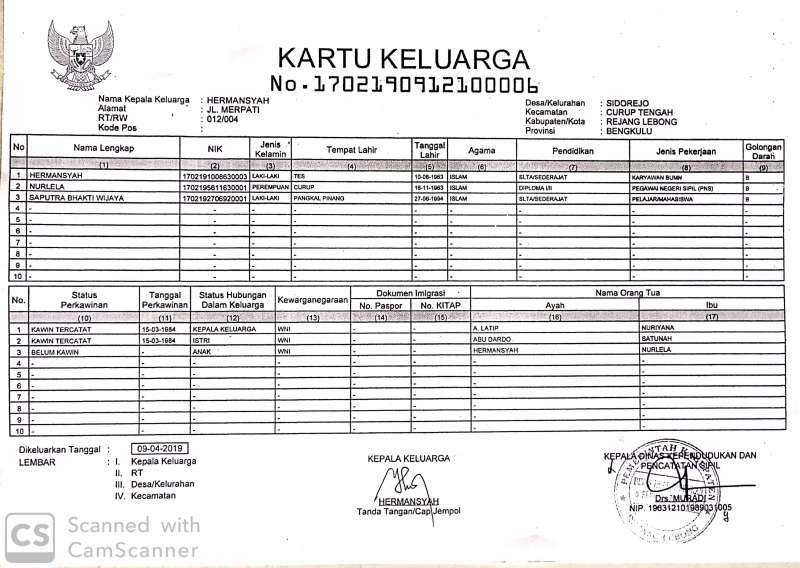 KARTU KELUARGA
No. 1702190912100006
Nama Kepala Keluarga : HERMANSYAH
Alamat : JL. MERPATI
RT/RW : 012/004
Kode Pos :
Desa/Kelurahan : SIDOREJO
Kecamatan : CURUP TENGAH
Kabupaten/Kota : REJANG LEBONG
Provinsi : BENGKULU
No Nama Lengkap NIK Jenis Kelamin Tempat Lahir Tanggal Lahir Agama Pendidikan Jenis Pekerjaan Golongan Darah
(1) (2) (3) (4) (5) (6) (7) (8) (9)
1 HERMANSYAH 1702191008630003 LAKI-LAKI TES 10-08-1963 ISLAM SLTA/SEDERAJAT KARYAWAN BUMN B
2 NURLELA 1702195611630001 PEREMPUAN CURUP 16-11-1963 ISLAM DIPLOMA I/II PEGAWAI NEGERI SIPIL (PNS) B
3 SAPUTRA BHAKTI WIJAYA 1702192706920001 LAKI-LAKI PANGKAL PINANG ISLAM SLTA/SEDERAJAT PELAJAR/MAHASISWA B
4 - - - - - - - - -
5 - - - - - - - - -
6 - - - - - - - - -
7 - - - - - - - - -
8 - - - - - - - - -
9 - - - - - - - - -
10 - - - - - - - - -
No. Status Perkawinan Tanggal Perkawinan Status Hubungan Dalam Keluarga Kewarganegaraan Dokumen Imigrasi Nama Orang Tua
No. Paspor No. KITAP Ayah Ibu
(10) (11) (12) (13) (14) (15) (16) (17)
1 KAWIN TERCATAT 15-03-1984 KEPALA KELUARGA WNI - - A. LATIP NURIYANA
2 KAWIN TERCATAT 15-03-1984 ISTRI WNI - - ABU DARDO SATUNAH
3 BELUM KAWIN - ANAK WNI - - HERMANSYAH NURLELA
4 - - - - - - - -
5 - - - - - - - -
6 - - - - - - - -
7 - - - - - - - -
8 - - - - - - - -
9 - - - - - - - -
10 - - - - - - - -
Dikeluarkan Tanggal : 09-04-2019
LEMBAR : I. Kepala Keluarga
II. RT
III. Desa/Kelurahan
IV. Kecamatan
KEPALA KELUARGA
HERMANSYAH
Tanda Tangan/Cap Jempol
KEPALA DINAS KEPENDUDUKAN DAN
PENCATATAN SIPIL
Drs. MURADI
NIP. 196312101989031005
CS Scanned with
CamScanner